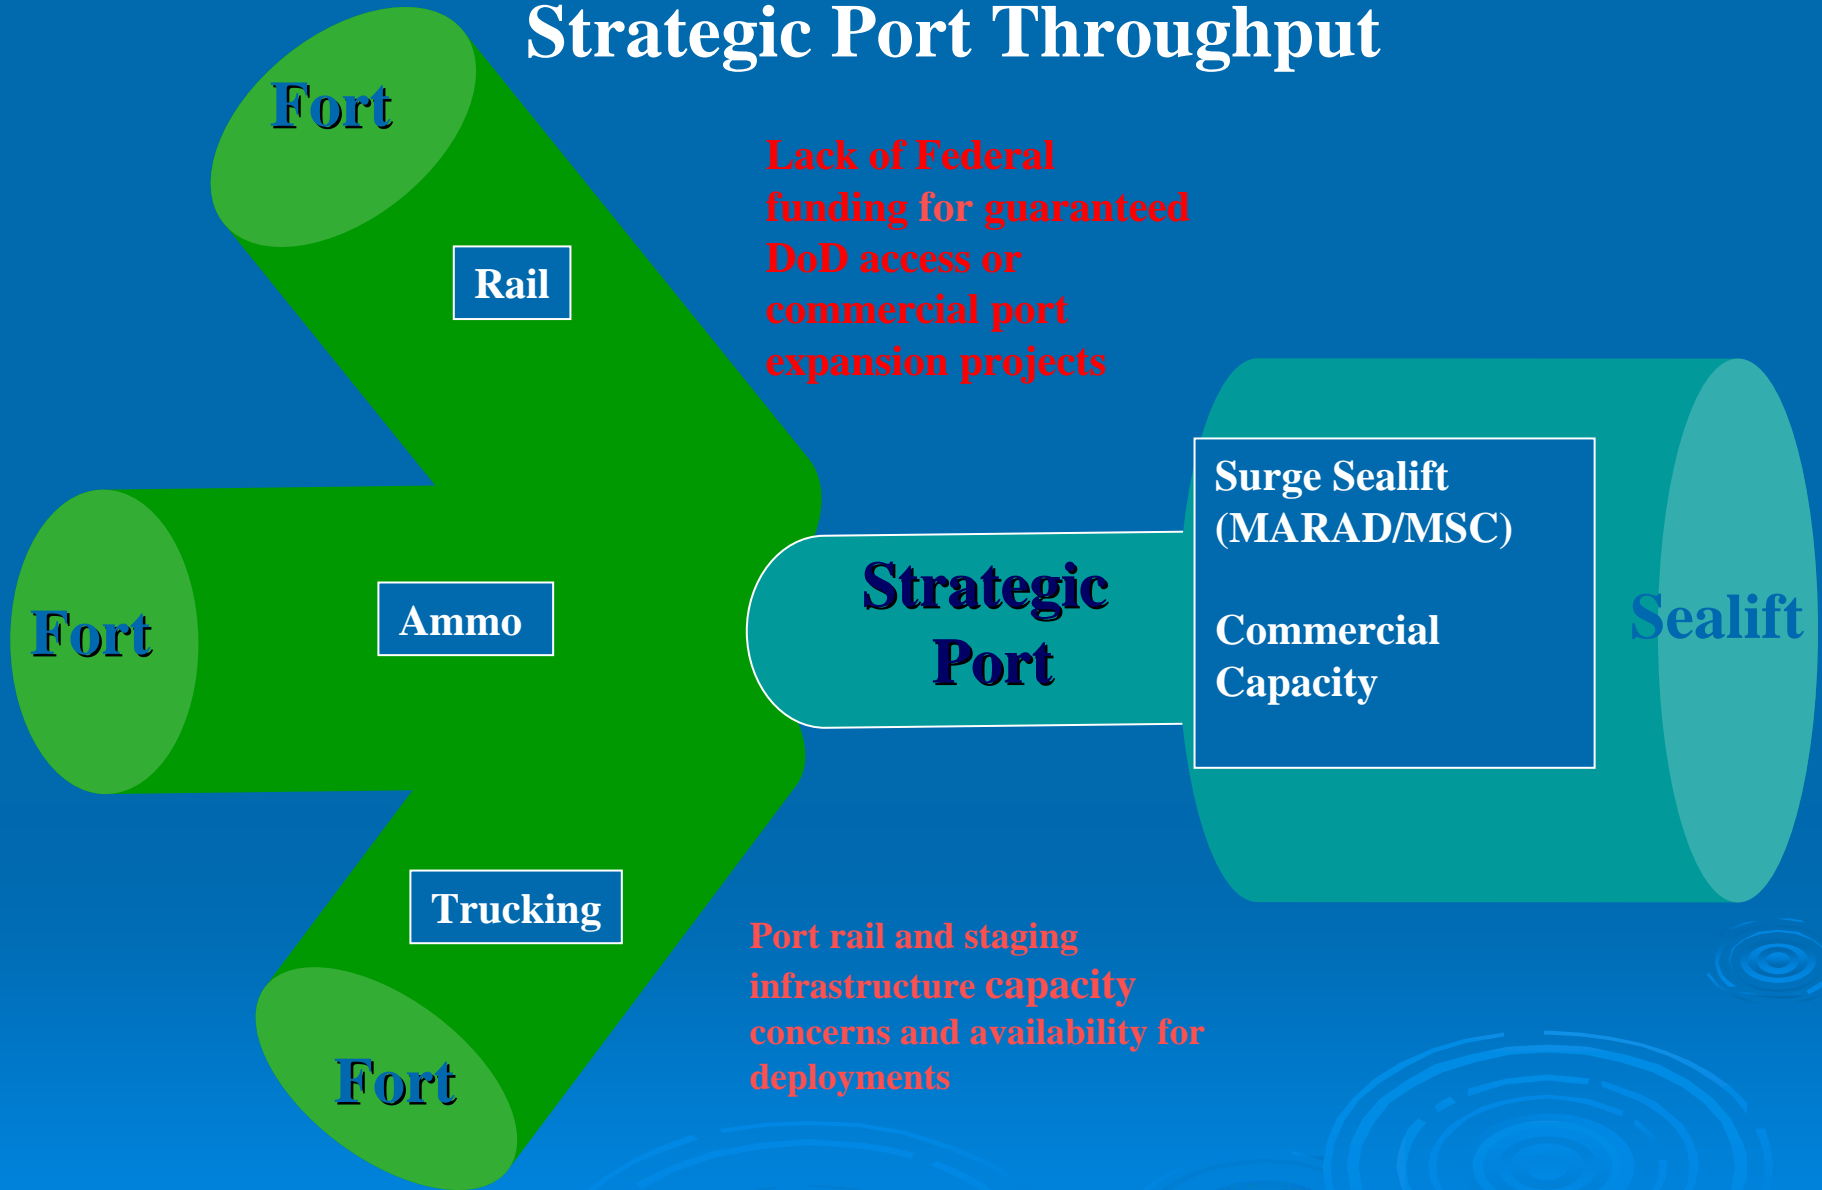 Strategic Port Throughput
Fort
Lack of Federal
funding for guaranteed
DoD access or
commercial port
expansion projects
Rail
Surge Sealift
(MARAD/MSC)
Commercial
Capacity
Strategic
Port
Sealift
Fort
Ammo
Trucking
Port rail and staging
infrastructure capacity
concerns and availability for
deployments
Fort